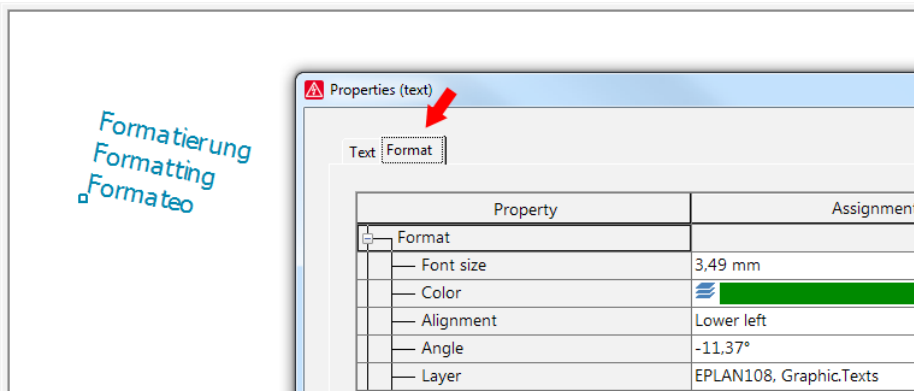 Formatierung
Formatting
Formateo
Properties (text)
Text Format
Property Assignment
Format
Font size 3,49 mm
Color
Alignment Lower left
Angle -11,37°
Layer EPLAN108, Graphic.Texts